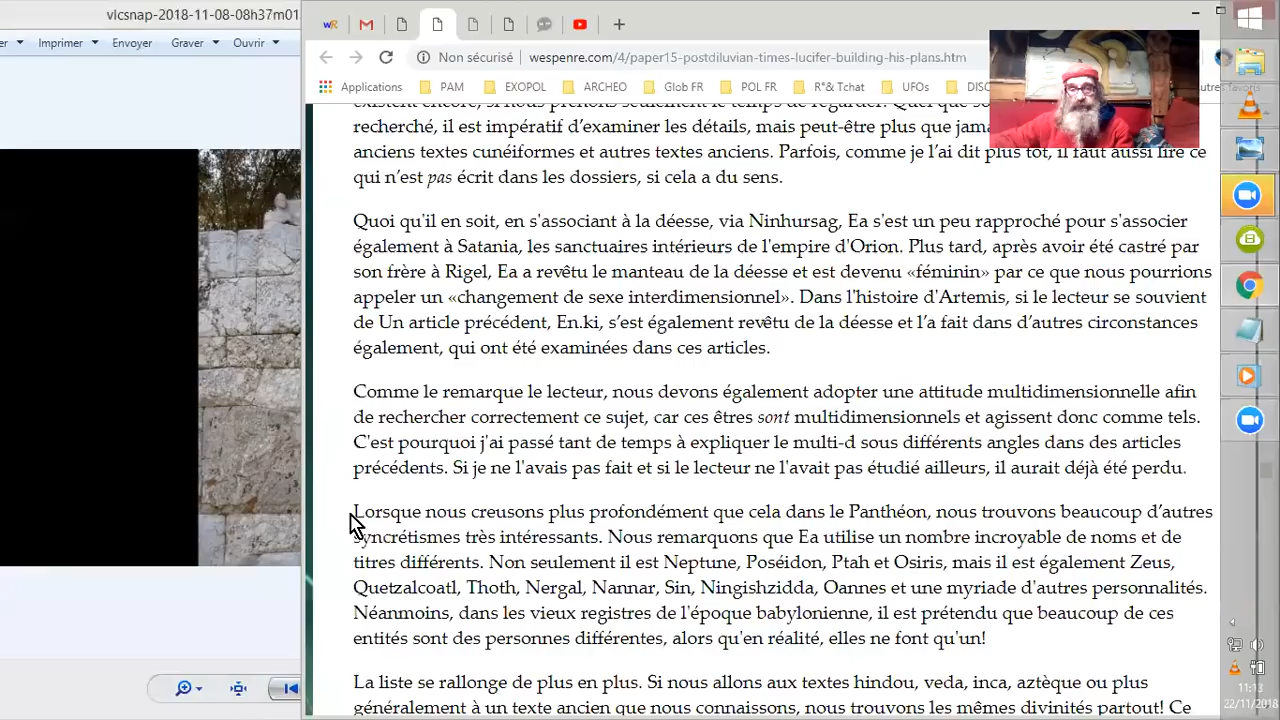 vlcsnap-2018-11-08-08h37m01
Imprimer
Envoyer
Graver
Ouvrir
Non sécurisé
wespenre.com/4/paper15-postdiluvian-times-lucifer-building-his-plans.htm
Applications
PAM
EXOPOL
ARCHEO
Glob FR
POL FR
R*& Tchat
UFOs
DISC
utres favoris
existent encore, si nous prenons seulement le temps de regarder.
recherché, il est impératif d'examiner les détails, mais peut-être plus que jama
anciens textes cunéiformes et autres textes anciens. Parfois, comme je l'ai dit plus tôt, il faut aussi lire ce
qui n'est pas écrit dans les dossiers, si cela a du sens.
Quoi qu'il en soit, en s'associant à la déesse, via Ninhursag, Ea s'est un peu rapproché pour s'associer
également à Satania, les sanctuaires intérieurs de l'empire d'Orion. Plus tard, après avoir été castré par
son frère à Rigel, Ea a revêtu le manteau de la déesse et est devenu «féminin» par ce que nous pourrions
appeler un «changement de sexe interdimensionnel». Dans l'histoire d'Artemis, si le lecteur se souvient
de Un article précédent, En.ki, s'est également revêtu de la déesse et l'a fait dans d'autres circonstances
également, qui ont été examinées dans ces articles.
Comme le remarque le lecteur, nous devons également adopter une attitude multidimensionnelle afin
de rechercher correctement ce sujet, car ces êtres sont multidimensionnels et agissent donc comme tels.
C'est pourquoi j'ai passé tant de temps à expliquer le multi-d sous différents angles dans des articles
précédents. Si je ne l'avais pas fait et si le lecteur ne l'avait pas étudié ailleurs, il aurait déjà été perdu.
Lorsque nous creusons plus profondément que cela dans le Panthéon, nous trouvons beaucoup d'autres
syncrétismes très intéressants. Nous remarquons que Ea utilise un nombre incroyable de noms et de
titres différents. Non seulement il est Neptune, Poséidon, Ptah et Osiris, mais il est également Zeus,
Quetzalcoatl, Thoth, Nergal, Nannar, Sin, Ningishzidda, Oannes et une myriade d'autres personnalités.
Néanmoins, dans les vieux registres de l'époque babylonienne, il est prétendu que beaucoup de ces
entités sont des personnes différentes, alors qu'en réalité, elles ne font qu'un!
La liste se rallonge de plus en plus. Si nous allons aux textes hindou, veda, inca, aztèque ou plus
généralement à un texte ancien que nous connaissons, nous trouvons les mêmes divinités partout! Ce
11:13
22/11/2018